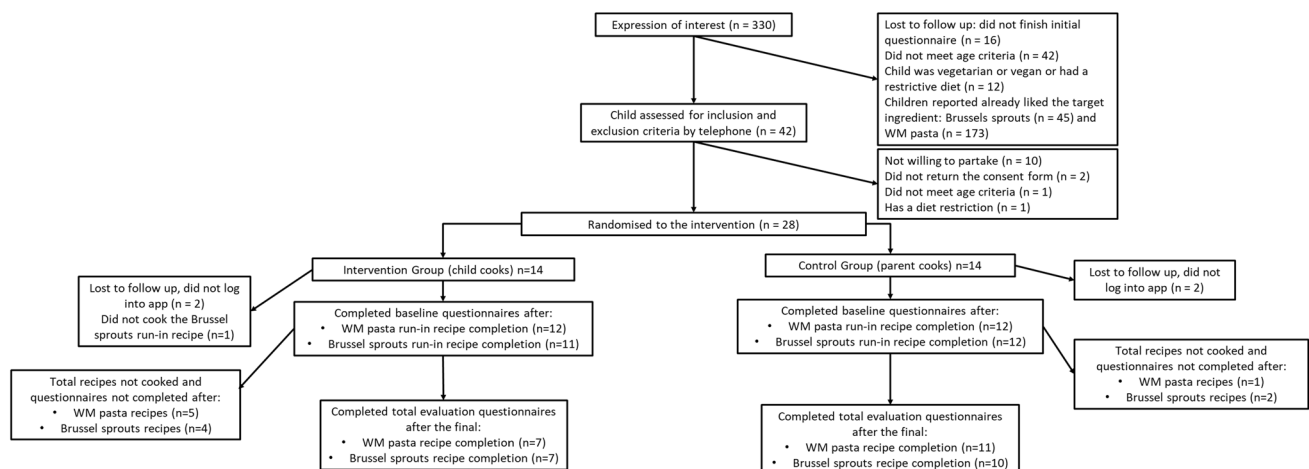 Expression of interest (n = 330)
Lost to follow up: did not finish initial
questionnaire (n = 16)
Did not meet age criteria (n = 42)
Child was vegetarian or vegan or had a
restrictive diet (n = 12)
Children reported already liked the target
ingredient: Brussels sprouts (n = 45) and
WM pasta (n = 173)
Child assessed for inclusion and
exclusion criteria by telephone (n = 42)
Not willing to partake (n = 10)
Did not return the consent form (n = 2)
Did not meet age criteria (n = 1)
Has a diet restriction (n = 1)
Randomised to the intervention (n = 28)
Intervention Group (child cooks) n=14
Control Group (parent cooks) n=14
Lost to follow up, did not log
into app (n = 2)
Did not cook the Brussel
sprouts run-in recipe (n=1)
Lost to follow up, did not
log into app (n = 2)
Completed baseline questionnaires after:
• WM pasta run-in recipe completion (n=12)
• Brussel sprouts run-in recipe completion (n=11)
Completed baseline questionnaires after:
• WM pasta run-in recipe completion (n=12)
• Brussel sprouts run-in recipe completion (n=12)
Total recipes not cooked and
questionnaires not completed after:
• WM pasta recipes (n=5)
• Brussel sprouts recipes (n=4)
Total recipes not cooked and
questionnaires not completed after:
• WM pasta recipes (n=1)
• Brussel sprouts recipes (n=2)
Completed total evaluation questionnaires
after the final:
• WM pasta recipe completion (n=7)
• Brussel sprouts recipe completion (n=7)
Completed total evaluation questionnaires
after the final:
• WM pasta recipe completion (n=11)
• Brussel sprouts recipe completion (n=10)